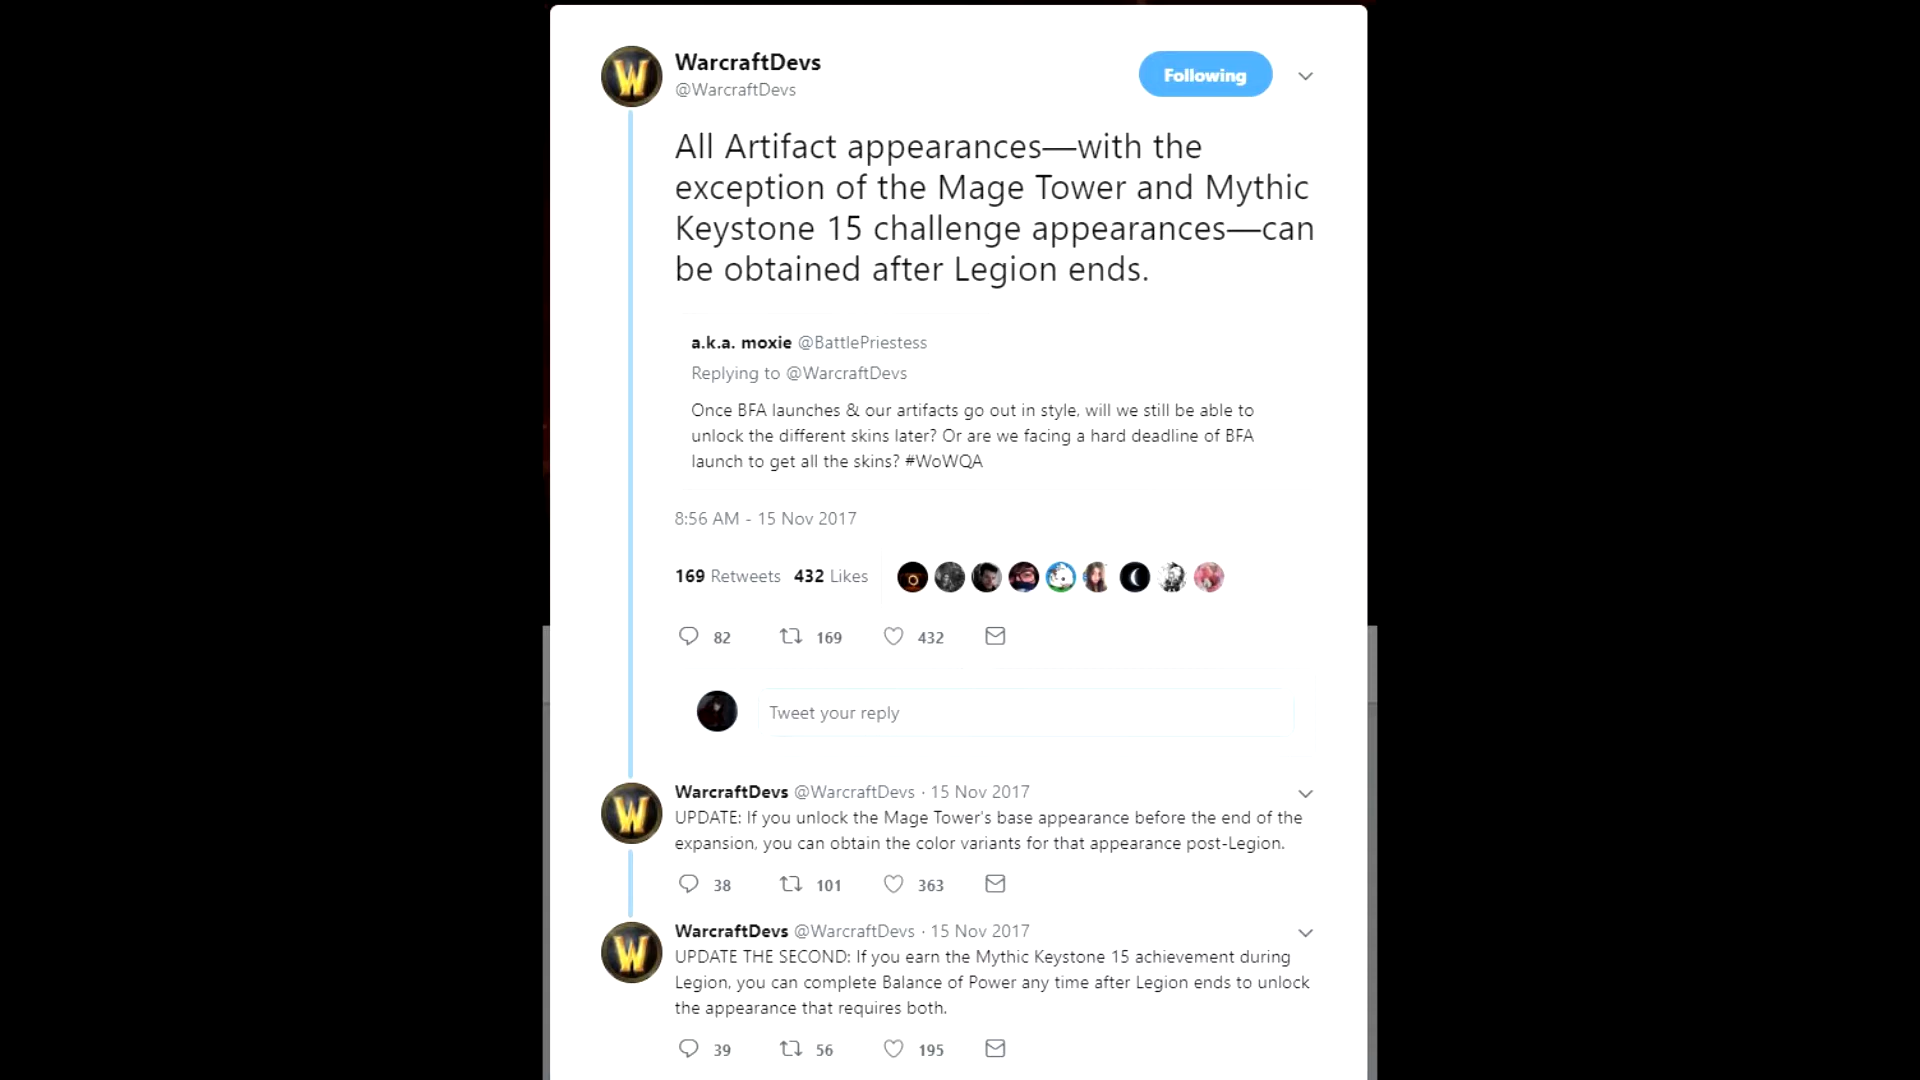 WarcraftDevs
@WarcraftDevs
Following
All Artifact appearances—with the
exception of the Mage Tower and Mythic
Keystone 15 challenge appearances—can
be obtained after Legion ends.
a.k.a. moxie @BattlePriestess
Replying to @WarcraftDevs
Once BFA launches & our artifacts go out in style, will we still be able to
unlock the different skins later? Or are we facing a hard deadline of BFA
launch to get all the skins? #WoWQA
8:56 AM - 15 Nov 2017
169 Retweets 432 Likes
82 169 432
Tweet your reply
WarcraftDevs @WarcraftDevs · 15 Nov 2017
UPDATE: If you unlock the Mage Tower's base appearance before the end of the
expansion, you can obtain the color variants for that appearance post-Legion.
38 101 363
WarcraftDevs @WarcraftDevs · 15 Nov 2017
UPDATE THE SECOND: If you earn the Mythic Keystone 15 achievement during
Legion, you can complete Balance of Power any time after Legion ends to unlock
the appearance that requires both.
39 56 195